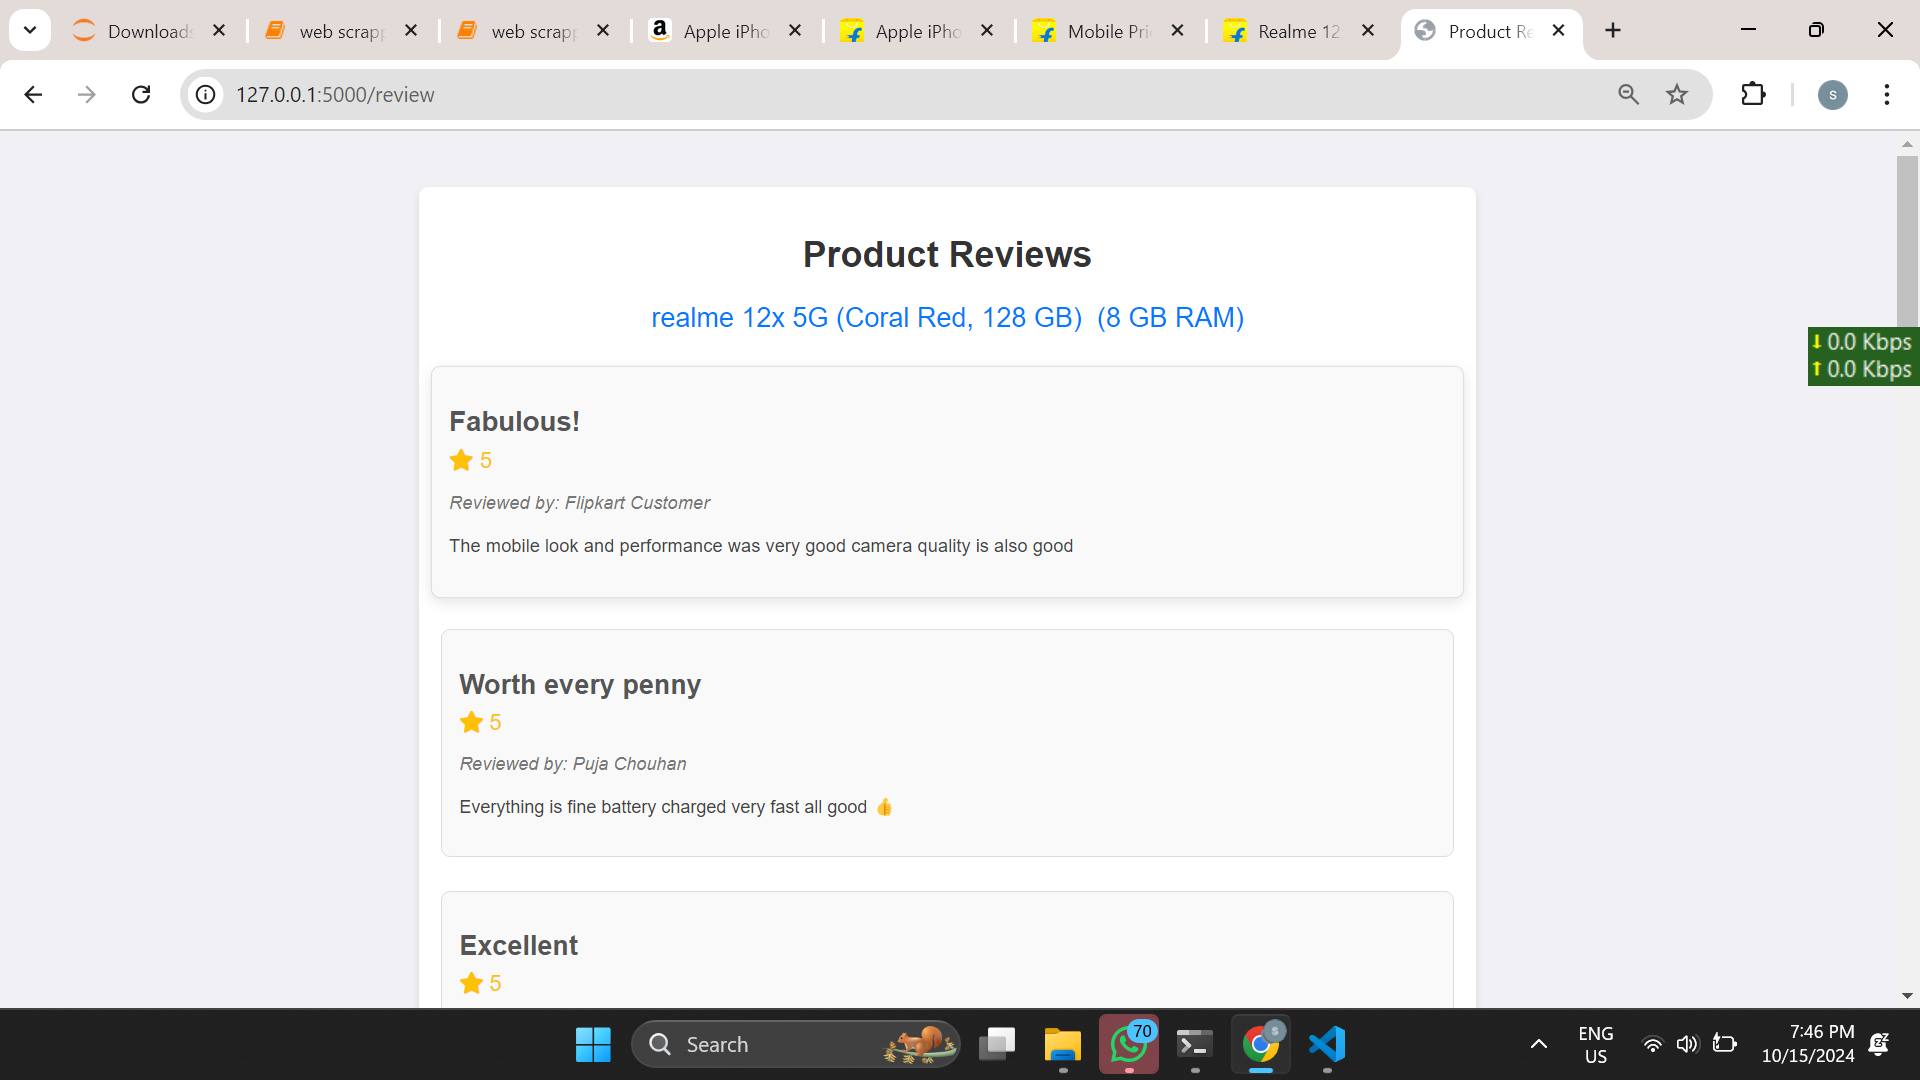 Downloads
web scrapp
web scrapp
Apple iPho
Apple iPho
Mobile Pri
Realme 12
Product Re
127.0.0.1:5000/review
s
Product Reviews
realme 12x 5G (Coral Red, 128 GB)  (8 GB RAM)
0.0 Kbps
0.0 Kbps
Fabulous!
5
Reviewed by: Flipkart Customer
The mobile look and performance was very good camera quality is also good
Worth every penny
5
Reviewed by: Puja Chouhan
Everything is fine battery charged very fast all good 👍
Excellent
5
Search
70
s
ENG
US
7:46 PM
10/15/2024